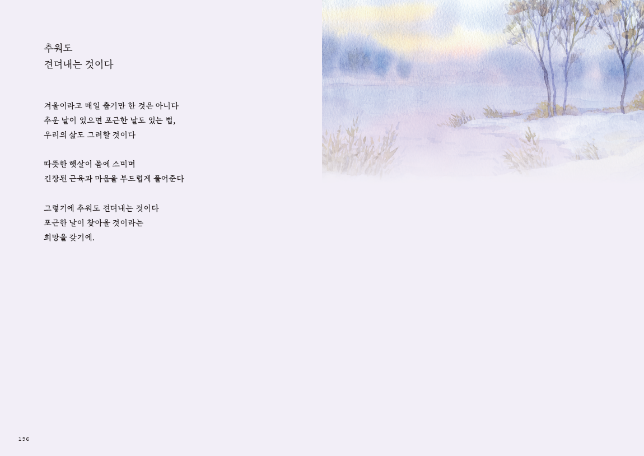 추워도
견뎌내는 것이다
겨울이라고 매일 춥기만 한 것은 아니다
추운 날이 있으면 포근한 날도 있는 법,
우리의 삶도 그러할 것이다
따뜻한 햇살이 몸에 스미며
긴장된 근육과 마음을 부드럽게 풀어준다
그렇기에 추워도 견뎌내는 것이다
포근한 날이 찾아올 것이라는
희망을 갖기에.